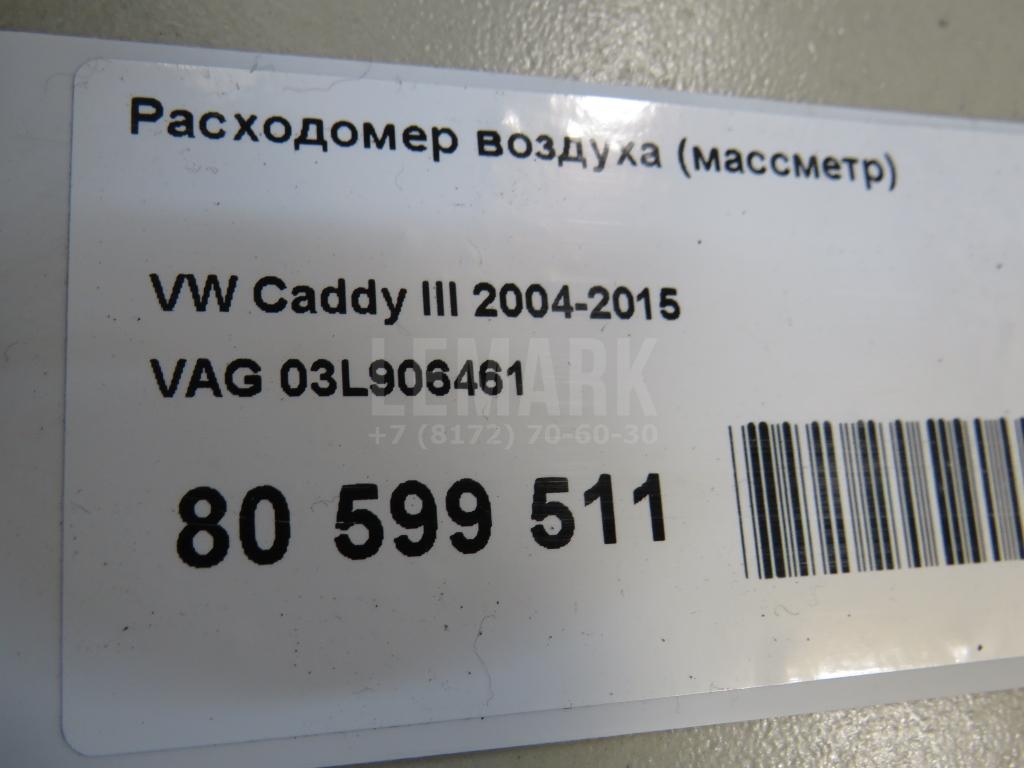 Расходомер воздуха (массметр)
VW Caddy III 2004-2015
VAG 03L906461
LEMARK
+7 (8172) 70-60-30
80 599 511